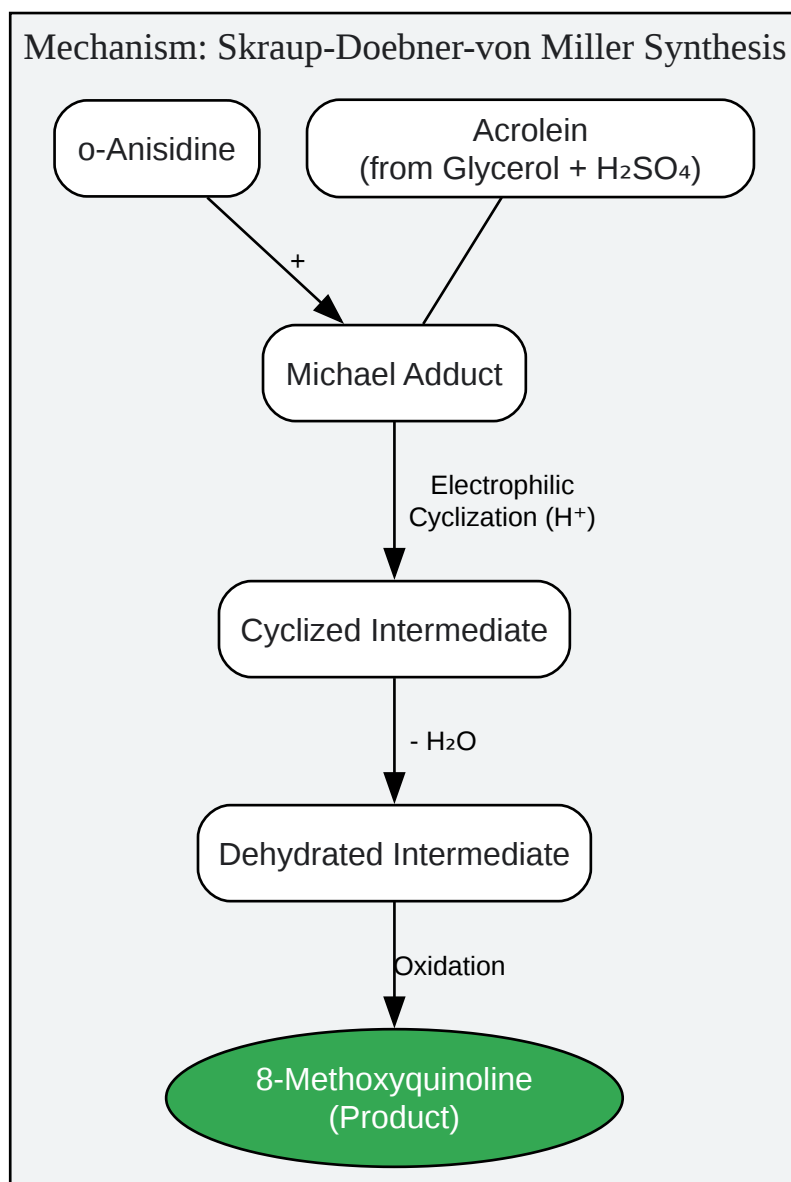 Mechanism: Skraup-Doebner-von Miller Synthesis
o-Anisidine
Acrolein
(from Glycerol + H₂SO₄)
+
Michael Adduct
Electrophilic
Cyclization (H⁺)
Cyclized Intermediate
- H₂O
Dehydrated Intermediate
Oxidation
8-Methoxyquinoline
(Product)